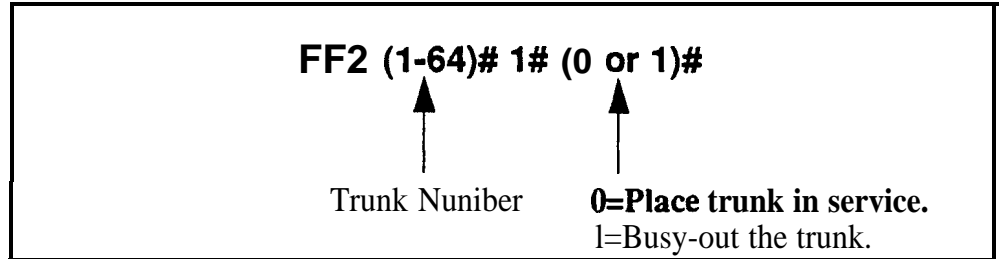 FF2 (1-64)# 1# (0 or 1)#
Trunk Nuniber 0=Place trunk in service.
l=Busy-out the trunk.